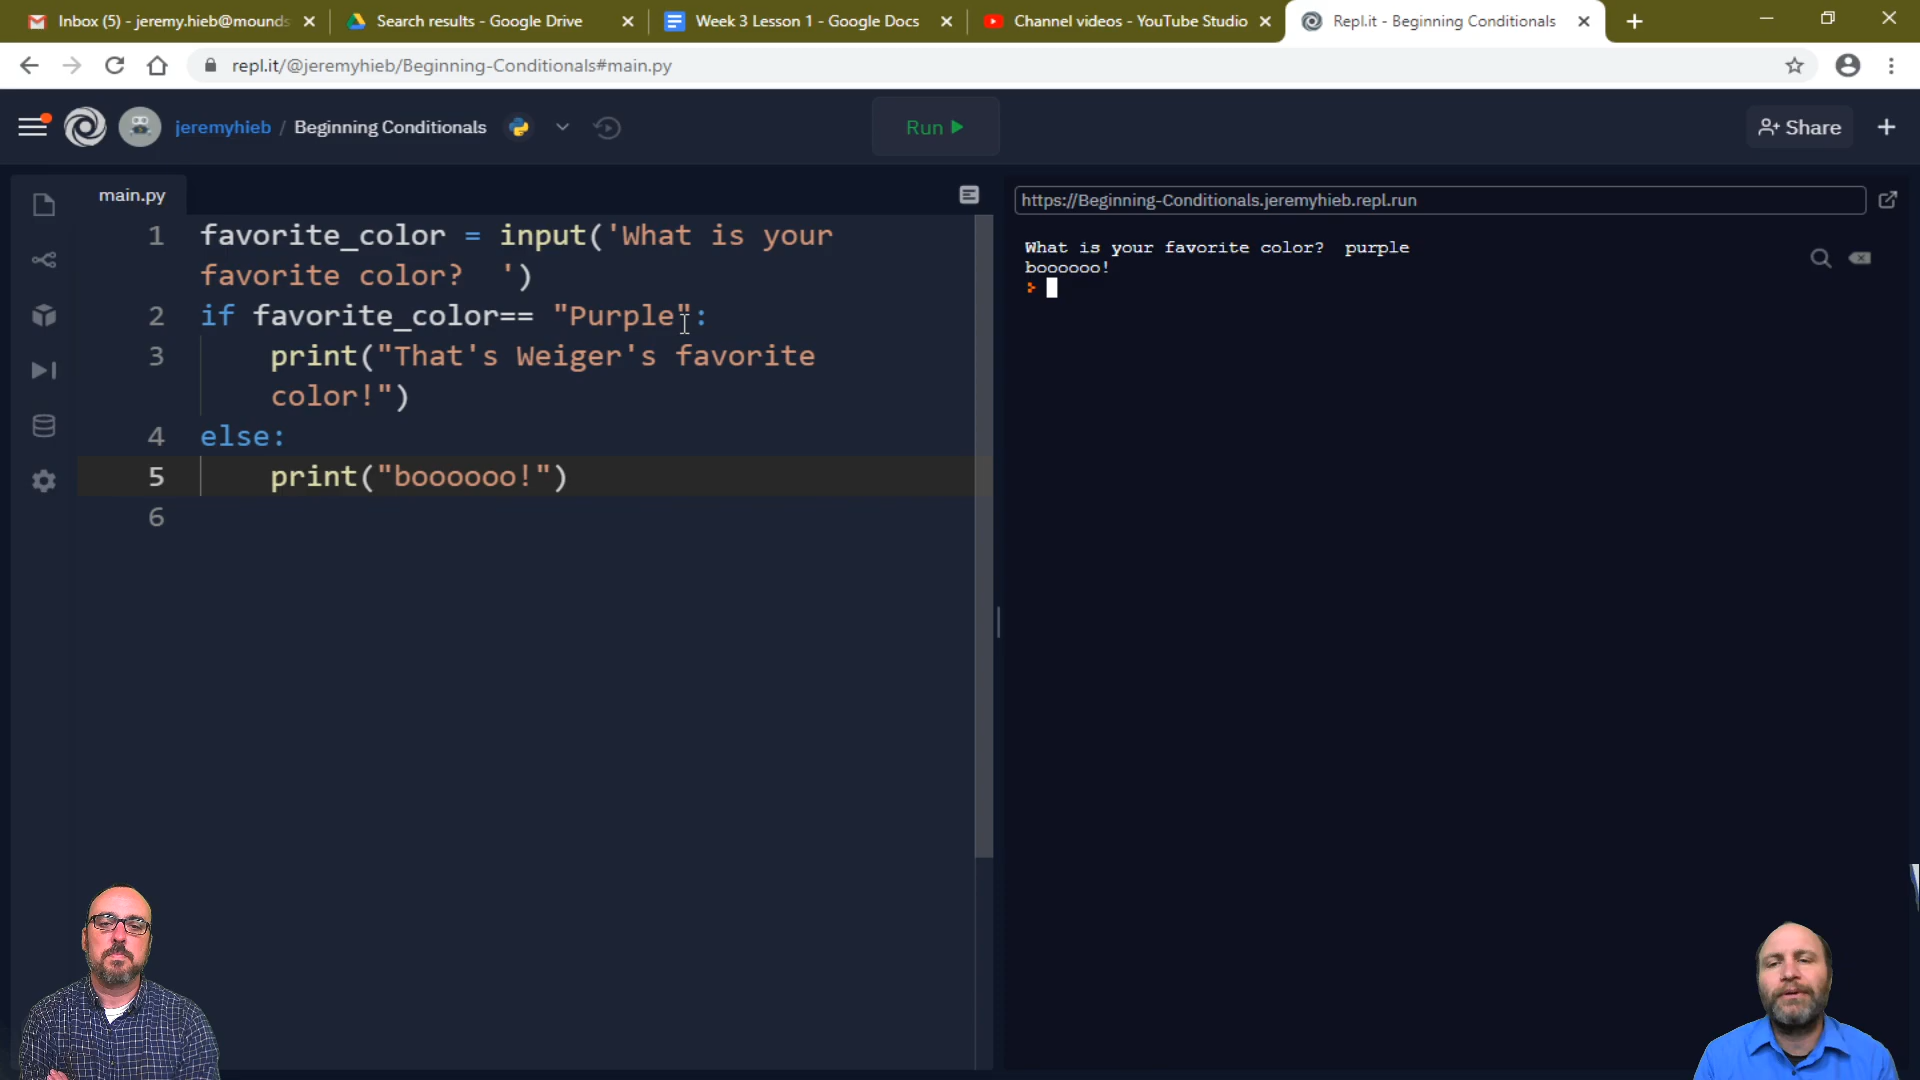 Inbox (5) - jeremy.hieb@mounds
Search results - Google Drive
Week 3 Lesson 1 - Google Docs
Channel videos - YouTube Studio
Repl.it - Beginning Conditionals
repl.it/@jeremyhieb/Beginning-Conditionals#main.py
jeremyhieb / Beginning Conditionals
Run
Share
main.py
https://Beginning-Conditionals.jeremyhieb.repl.run
1 favorite_color = input('What is your
favorite color?  ')
2 if favorite_color== "Purple":
3 print("That's Weiger's favorite
color!")
4 else:
5 print("boooooo!")
6
What is your favorite color?  purple
boooooo!